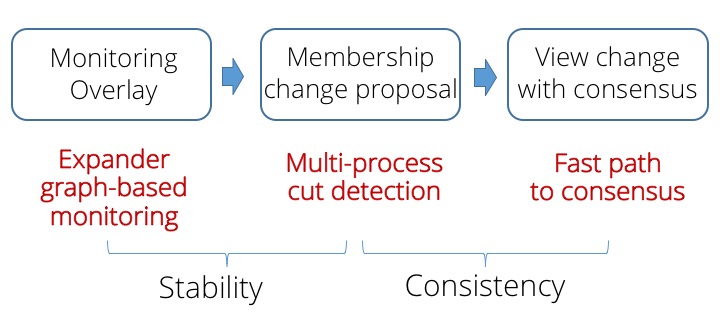 Monitoring
Overlay
Membership
change proposal
View change
with consensus
Expander
graph-based
monitoring
Multi-process
cut detection
Fast path
to consensus
Stability
Consistency